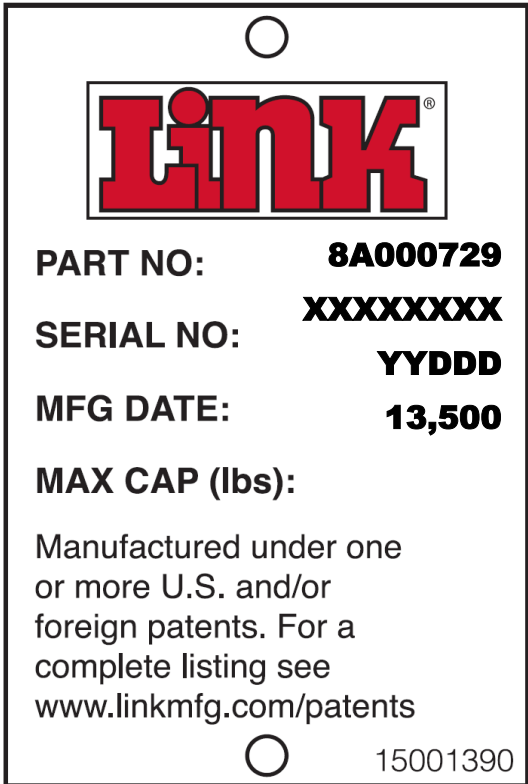 Link®
PART NO: 8A000729
SERIAL NO: XXXXXXXX
MFG DATE: YYDDD
MAX CAP (lbs): 13,500
Manufactured under one
or more U.S. and/or
foreign patents. For a
complete listing see
www.linkmfg.com/patents
15001390